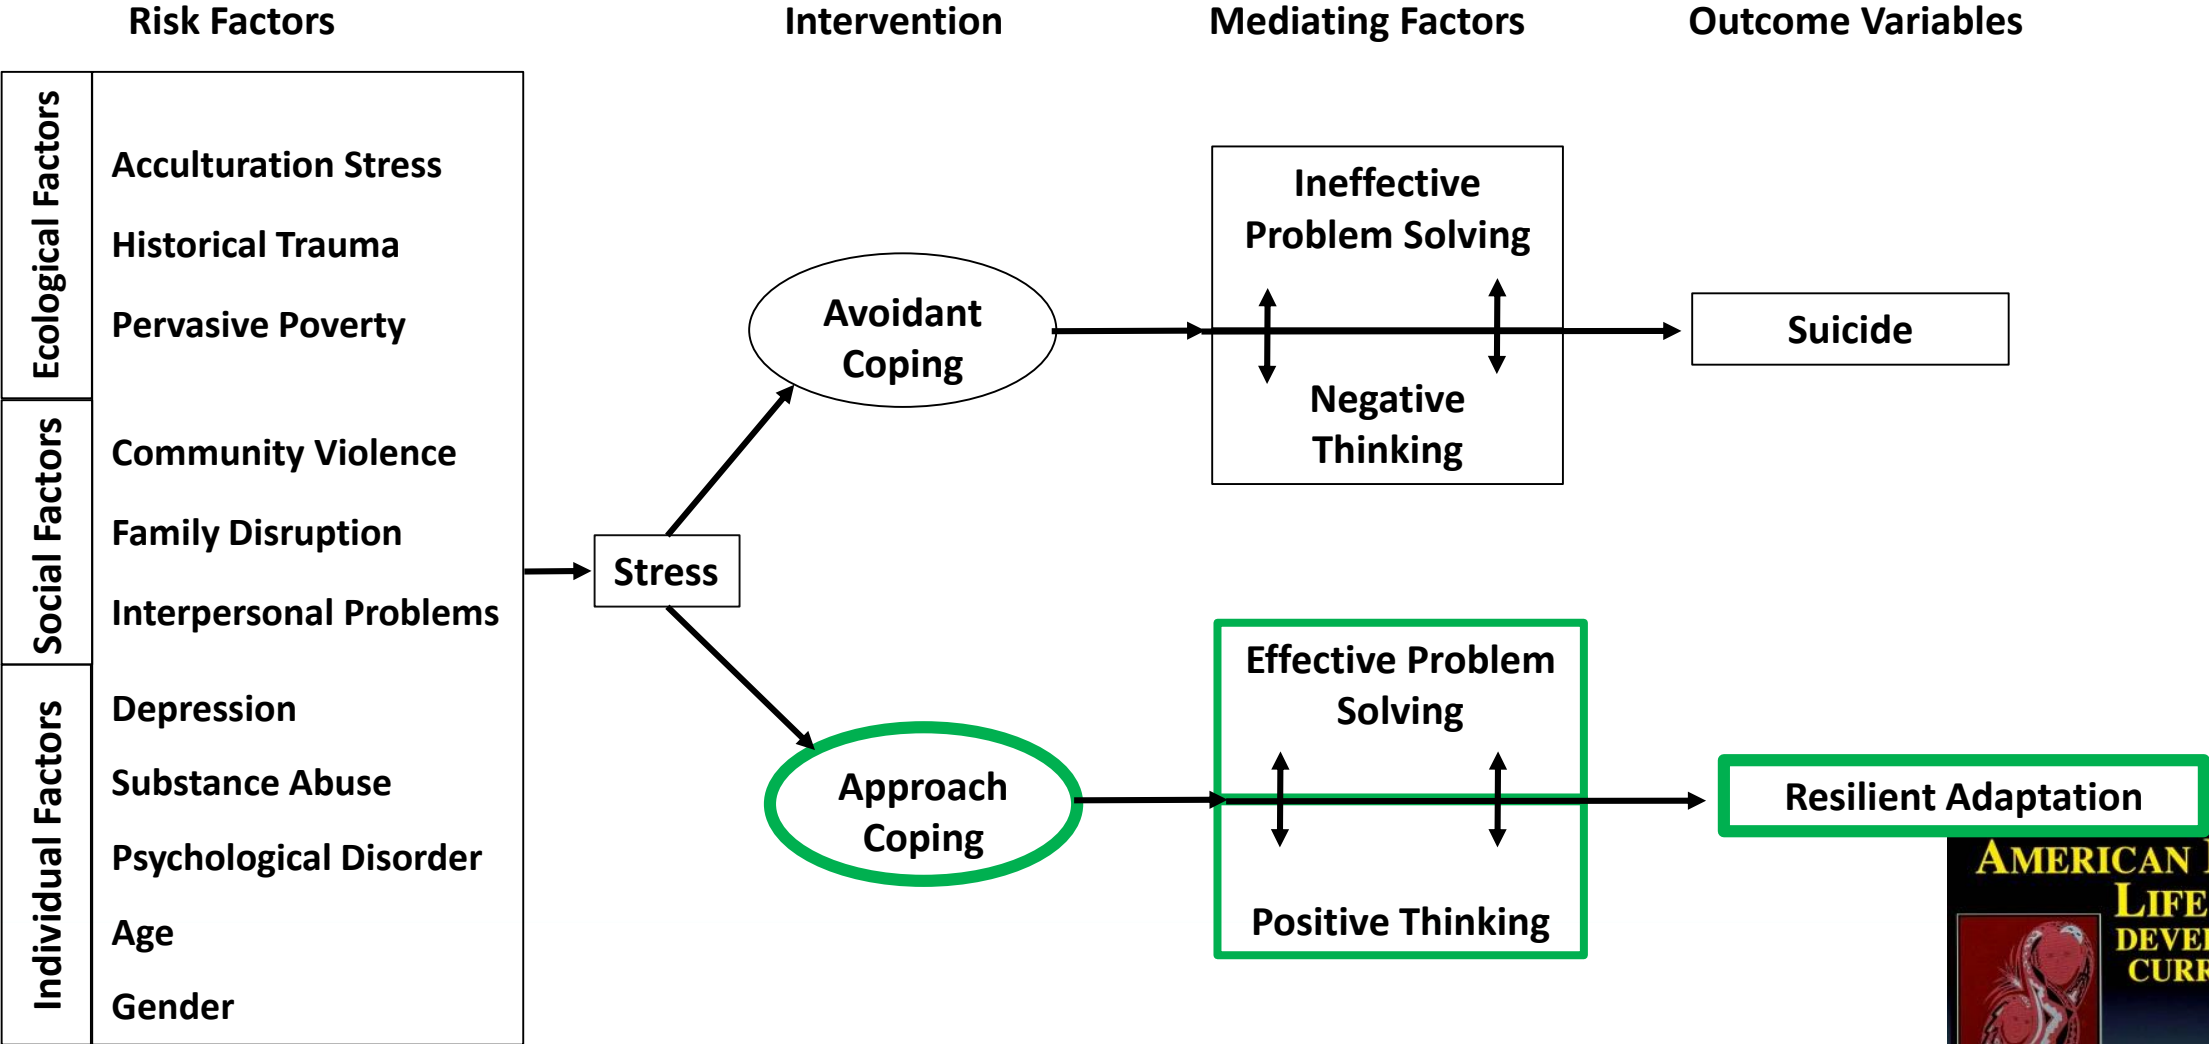 Risk Factors
Intervention
Mediating Factors
Outcome Variables
Ecological Factors
Acculturation Stress
Historical Trauma
Pervasive Poverty
Social Factors
Community Violence
Family Disruption
Interpersonal Problems
Individual Factors
Depression
Substance Abuse
Psychological Disorder
Age
Gender
Stress
Avoidant
Coping
Ineffective
Problem Solving
Negative
Thinking
Suicide
Approach
Coping
Effective Problem
Solving
Positive Thinking
Resilient Adaptation
AMERICAN
LIFE